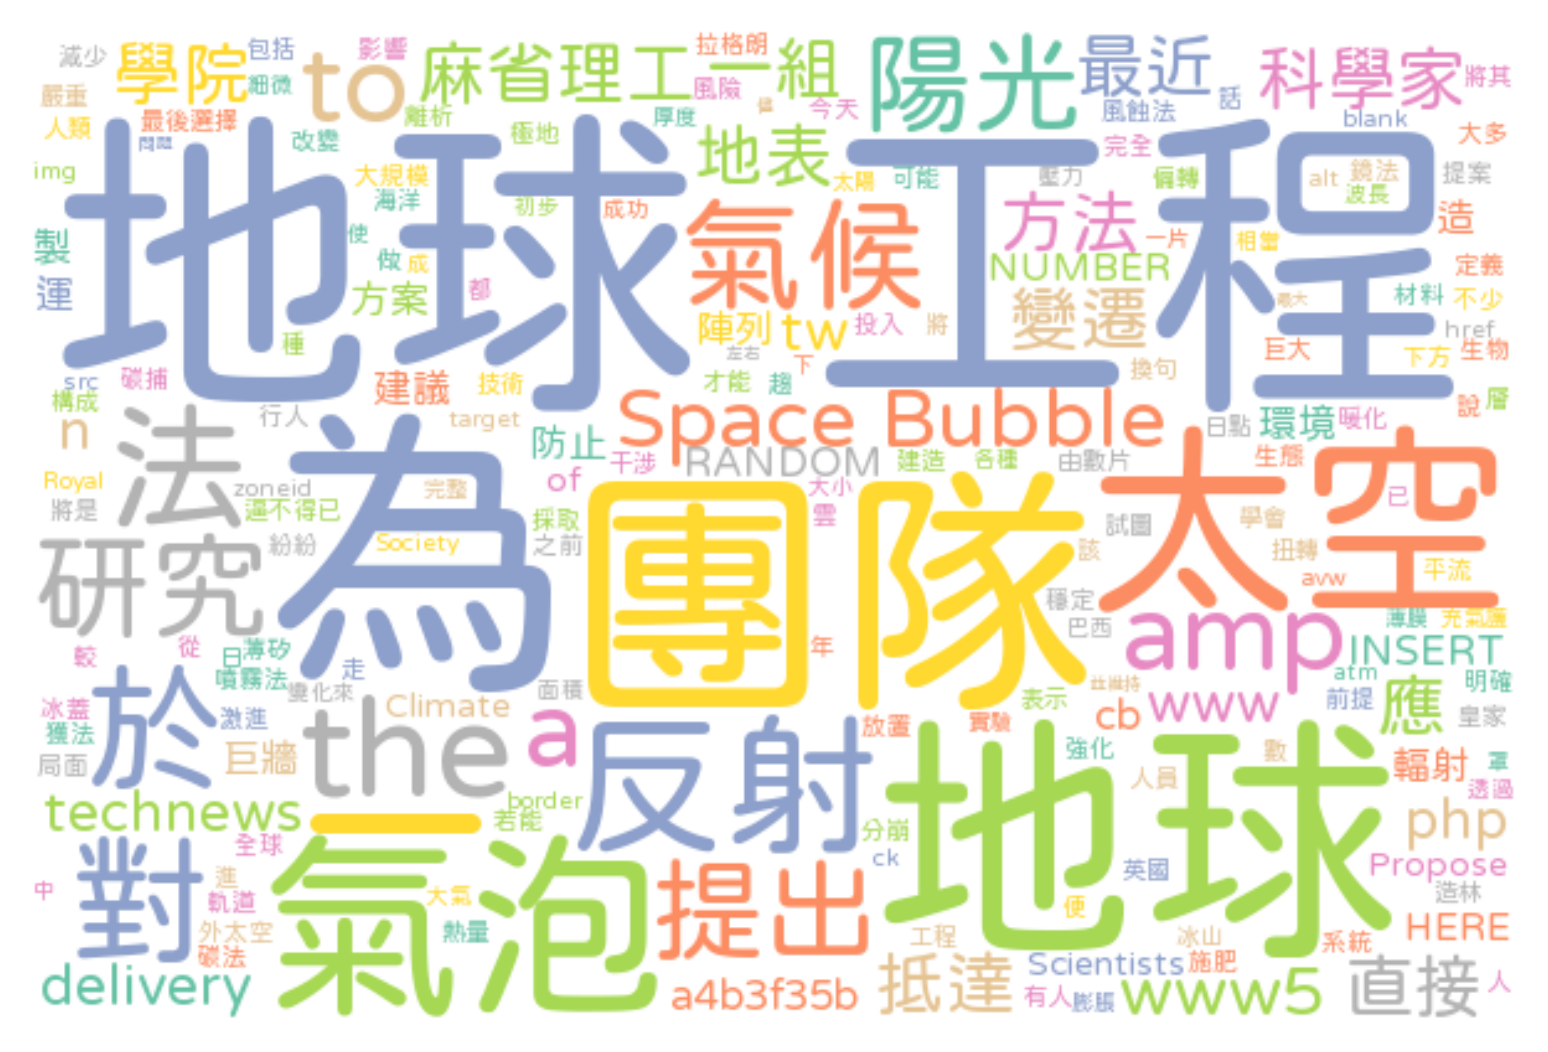 減少 學院 包括 影響 麻省理工 一組 拉格朗 陽光 最近 科學家 將其
嚴重 細微 to 離析 風險 厚度 今天 風蝕法 話 blank
人類 最後選擇 改變 極地 地表 完全 大多
img 大規模 太陽 可能 壓力 偏轉 alt 鏡法 提案
地球工程
製 海洋 初步 成功 氣候 方法 一片 波長 造
運 使 做 成 都 方案 NUMBER 相當 定義
種 陣列 tw 投入 將 變遷 材料 不少
左右 下 href
src 碳捕 建議 技術 才能 趨 換句 巨大 下方 生物
構成 行人 target Space Bubble 日點 環境 暖化 說 層
n 法 為 防止 干涉 RANDOM 建造 各種 由數片 生態 太空
Royal zoneid 完整 of 大小 已
將是 逼不得已 採取 雲 團隊 試圖 學會
研究 紛紛 Society 之前 該 扭轉 avw 平流
穩定 巴西 amp 薄膜
較 從 日 薄矽 走 年 INSERT
噴霧法 變化來 面積 atm 明確
冰蓋 於 激進 the Climate a 表示 cb www 前提 應 皇家
獲法 放置 實驗
局面 巨牆 反射 地球 強化 數 輻射 罩
人員 透過
technews 一 border 若能 php
對 全球 氣泡 分崩 ck 英國 Propose
中 進 軌道 大氣 提出 便 造林
外太空 熱量 工程 冰山 系統 HERE
碳法 抵達 Scientists 施肥 直接 人
delivery a4b3f35b 有人 膨脹 www5